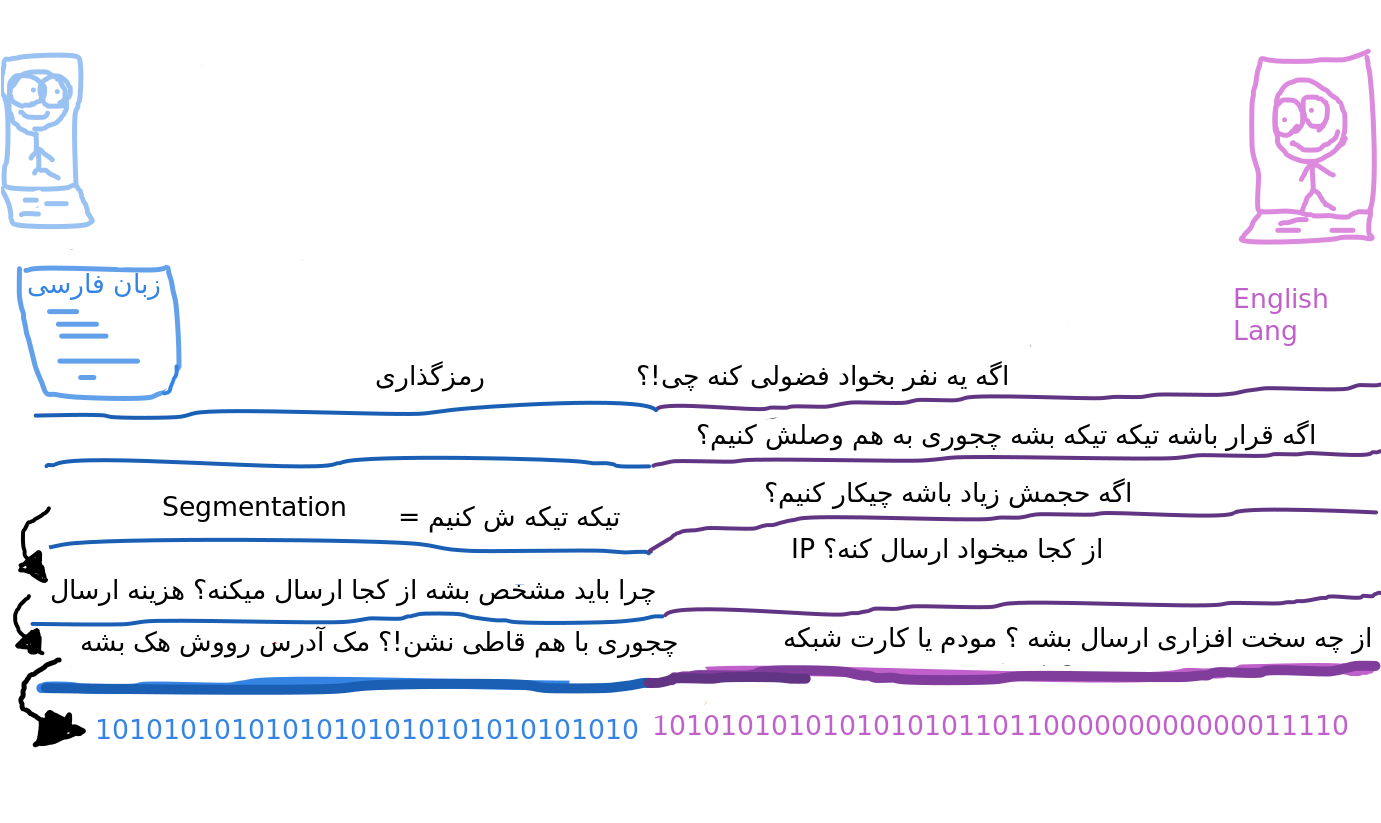 زبان فارسی
English
Lang
اگه یه نفر بخواد فضولی کنه چی!؟
رمزگذاری
اگه قرار باشه تیکه تیکه بشه چجوری به هم وصلش کنیم؟
اگه حجمش زیاد باشه چیکار کنیم؟
تیکه تیکه ش کنیم =
Segmentation
از کجا میخواد ارسال کنه؟ IP
چرا باید مشخص بشه از کجا ارسال میکنه؟ هزینه ارسال
از چه سخت افزاری ارسال بشه ؟ مودم یا کارت شبکه
چجوری با هم قاطی نشن!؟ مک آدرس رووش هک بشه
10101010101010101010101010101010
10101010101010101011011000000000000011110